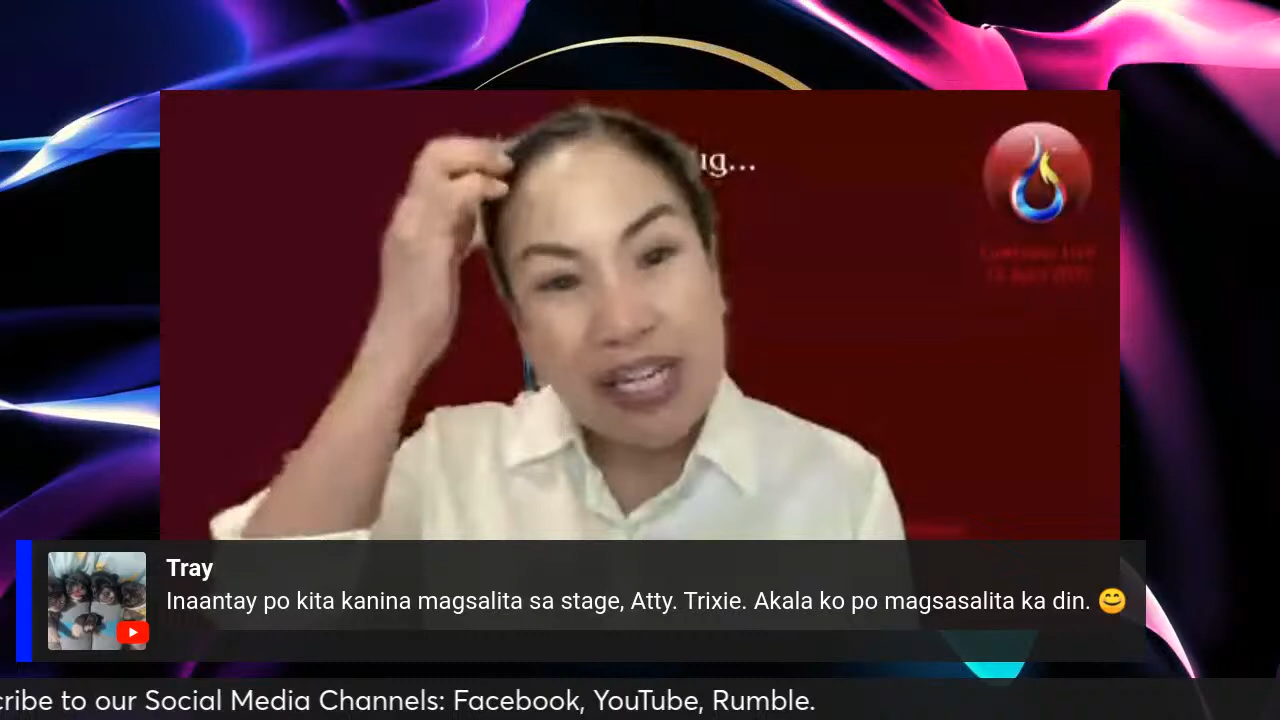 ug...
Tray
Inaantay po kita kanina magsalita sa stage, Atty. Trixie. Akala ko po magsasalita ka din. 😊
cribe to our Social Media Channels: Facebook, YouTube, Rumble.